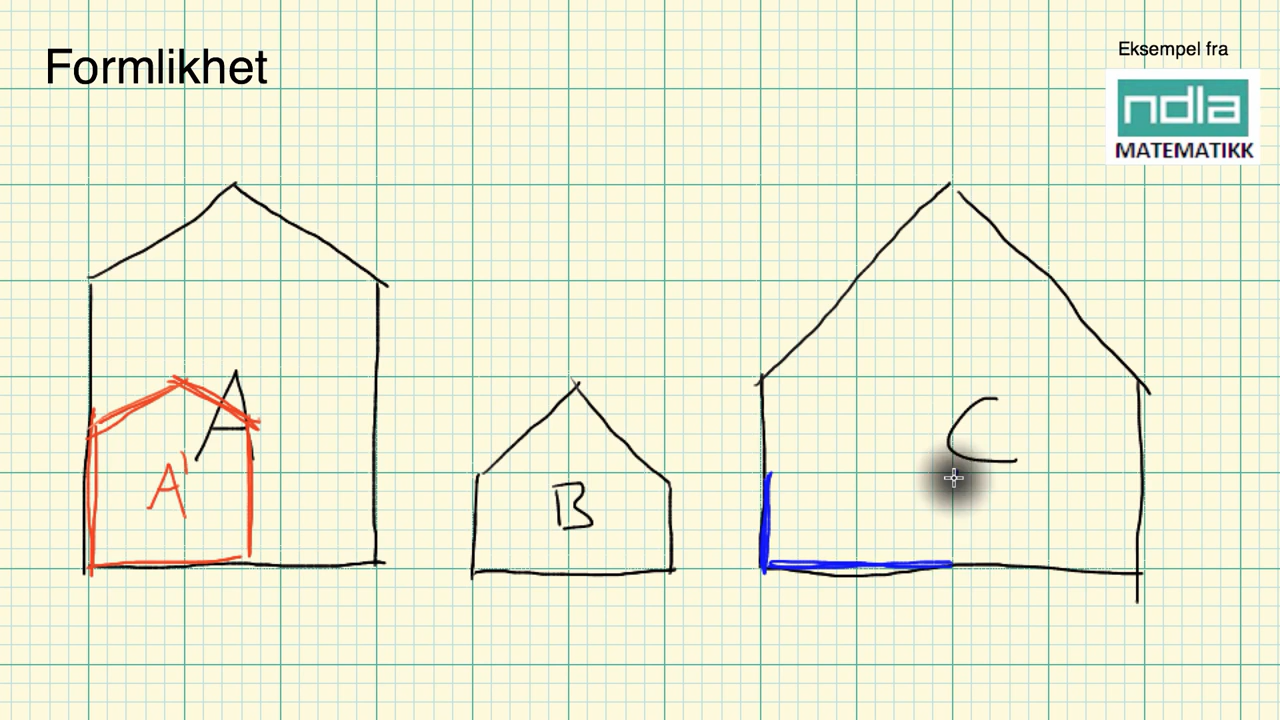 Formlikhet
Eksempel fra
ndla
MATEMATIKK
A
A'
B
C